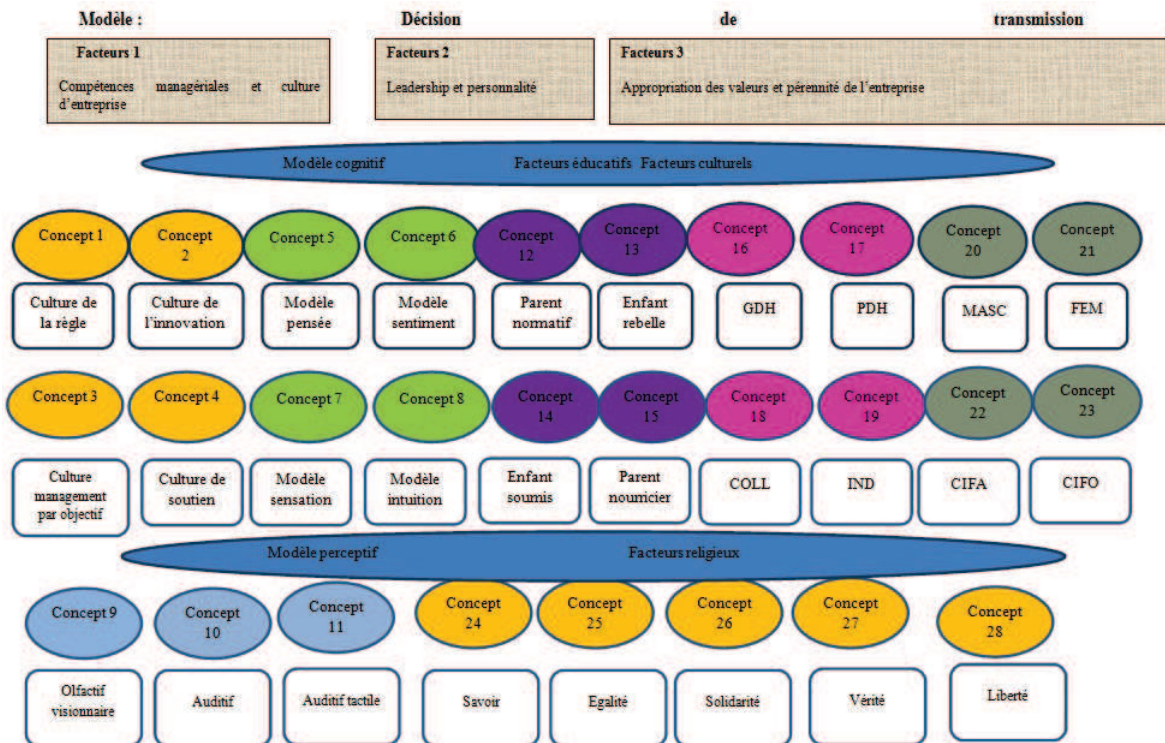 Modèle : Décision de transmission
Facteurs 1
Compétences managériales et culture
d'entreprise
Facteurs 2
Leadership et personnalité
Facteurs 3
Appropriation des valeurs et pérennité de l'entreprise
Modèle cognitif Facteurs éducatifs Facteurs culturels
Concept 1
Concept
2
Concept 5
Concept 6
Concept
12
Concept
13
Concept
16
Concept
17
Concept
20
Concept
21
Culture de
la règle
Culture de
l'innovation
Modèle
pensée
Modèle
sentiment
Parent
normatif
Enfant
rebelle
GDH
PDH
MASC
FEM
Concept 3
Concept 4
Concept 7
Concept 8
Concept
14
Concept
15
Concept
18
Concept
19
Concept
22
Concept
23
Culture
management
par objectif
Culture de
soutien
Modèle
sensation
Modèle
intuition
Enfant
soumis
Parent
nourricier
COLL
IND
CIFA
CIFO
Modèle perceptif Facteurs religieux
Concept 9
Concept
10
Concept
11
Concept
24
Concept
25
Concept
26
Concept
27
Concept
28
Olfactif
visionnaire
Auditif
Auditif tactile
Savoir
Egalité
Solidarité
Vérité
Liberté